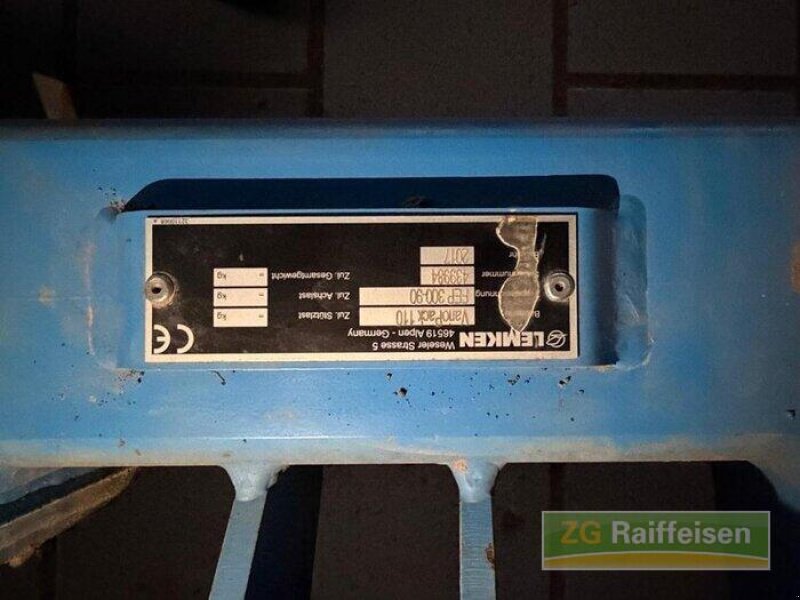 LEMKEN
Weseler Strasse 5
46519 Alpen - Germany
VarioPack 110 Zul. Stützlast = kg
FEP 300-90 Zul. Achslast = kg
439984 Zul. Gesamtgewicht = kg
2017
CE
ZG Raiffeisen